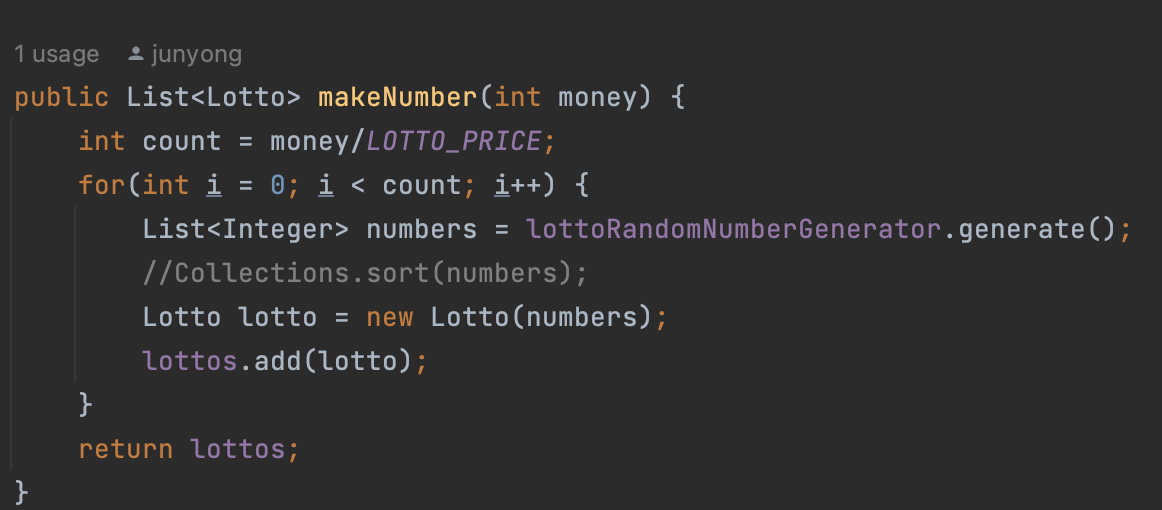 1 usage junyong
public List<Lotto> makeNumber(int money) {
    int count = money/LOTTO_PRICE;
    for(int i = 0; i < count; i++) {
        List<Integer> numbers = lottoRandomNumberGenerator.generate();
        //Collections.sort(numbers);
        Lotto lotto = new Lotto(numbers);
        lottos.add(lotto);
    }
    return lottos;
}